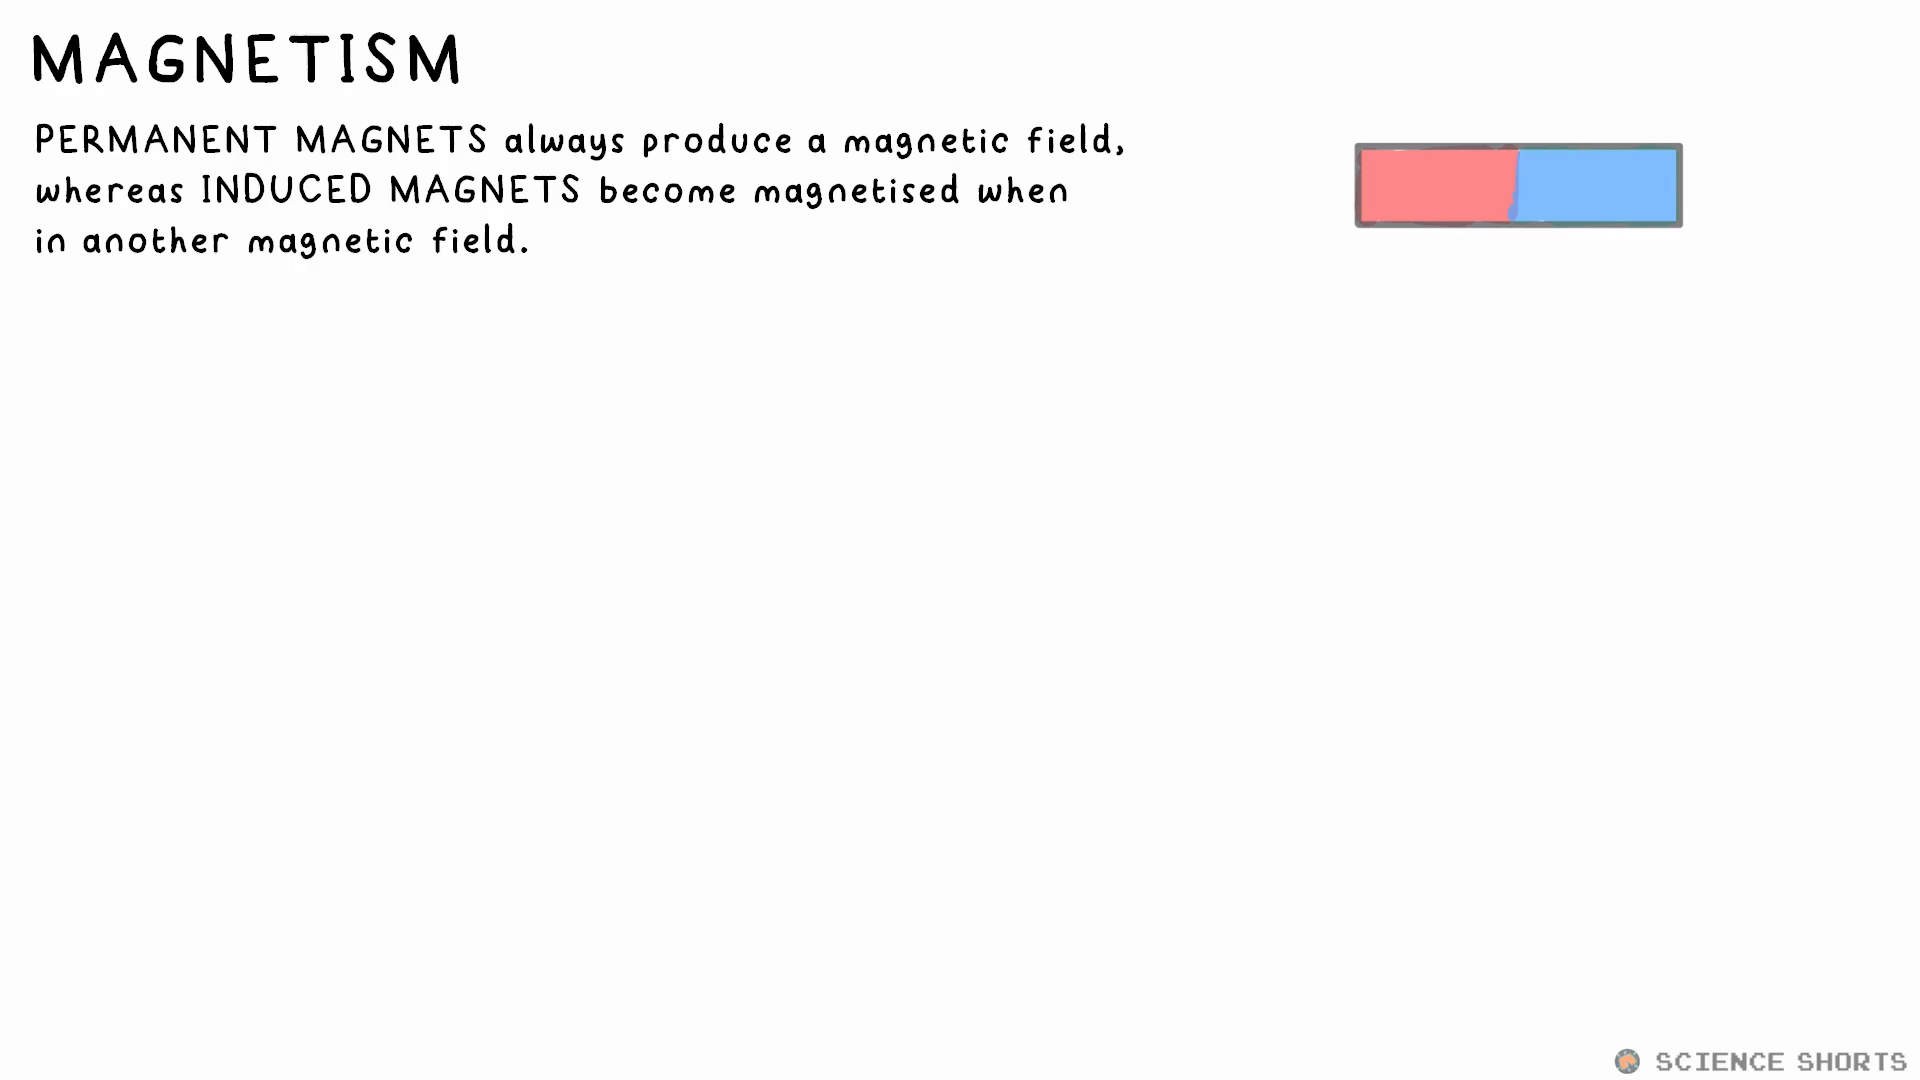 MAGNETISM
PERMANENT MAGNETS always produce a magnetic field,
whereas INDUCED MAGNETS become magnetised when
in another magnetic field.
SCIENCE SHORTS